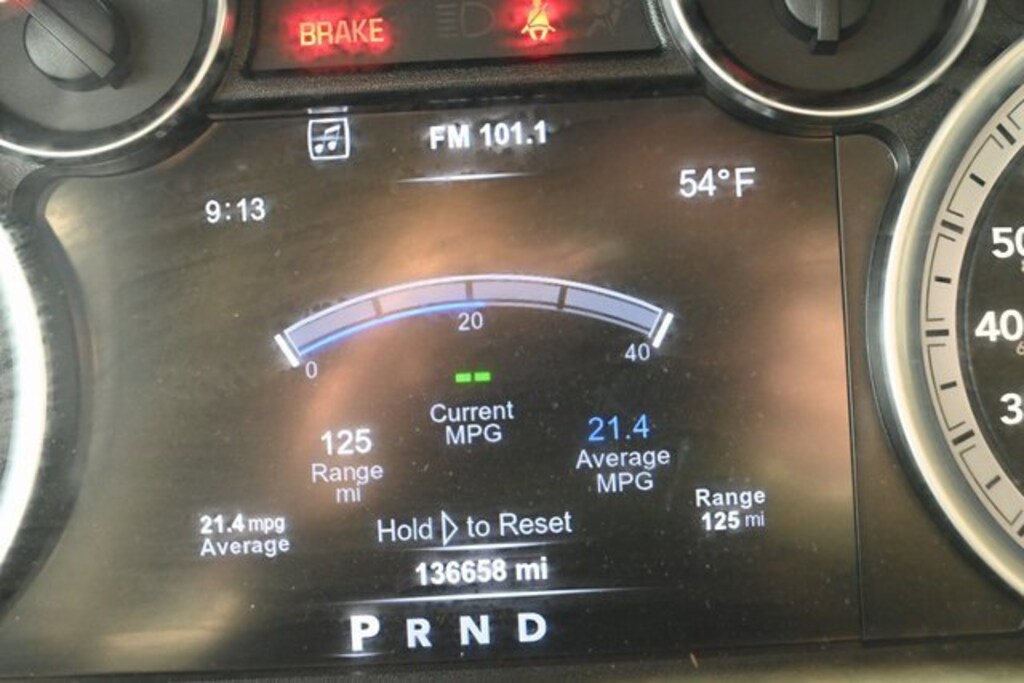 BRAKE
FM 101.1
54°F
9:13
20
0
40
Current
MPG
125
Range
mi
21.4
Average
MPG
21.4 mpg
Average
Range
125 mi
Hold ▷ to Reset
136658 mi
P R N D
40